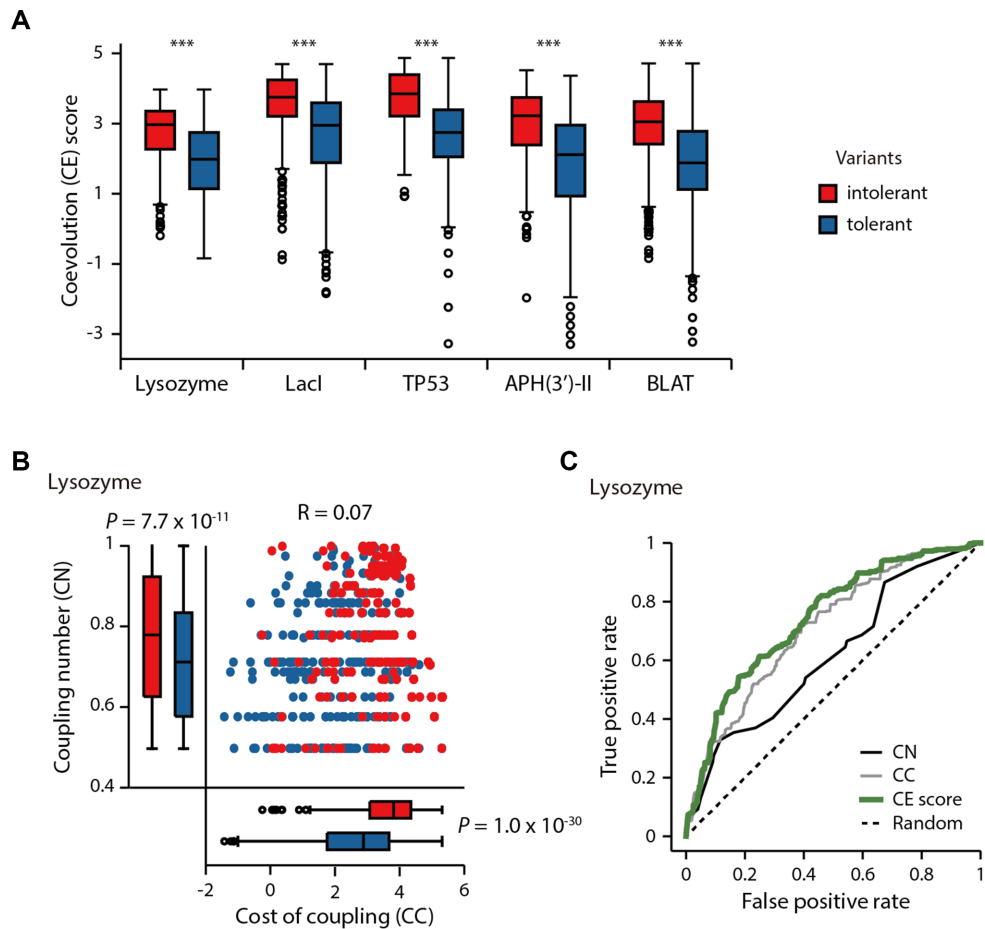 A
*** *** *** *** ***
5
3
1
-1
-3
Coevolution (CE) score
Lysozyme LacI TP53 APH(3’)-II BLAT
Variants
intolerant
tolerant
B
Lysozyme
P = 7.7 x 10-11
R = 0.07
1
0.8
0.6
0.4
Coupling number (CN)
P = 1.0 x 10-30
-2 0 2 4 6
Cost of coupling (CC)
C
Lysozyme
1
0.8
0.6
0.4
0.2
0
True positive rate
CN
CC
CE score
Random
0 0.2 0.4 0.6 0.8 1
False positive rate